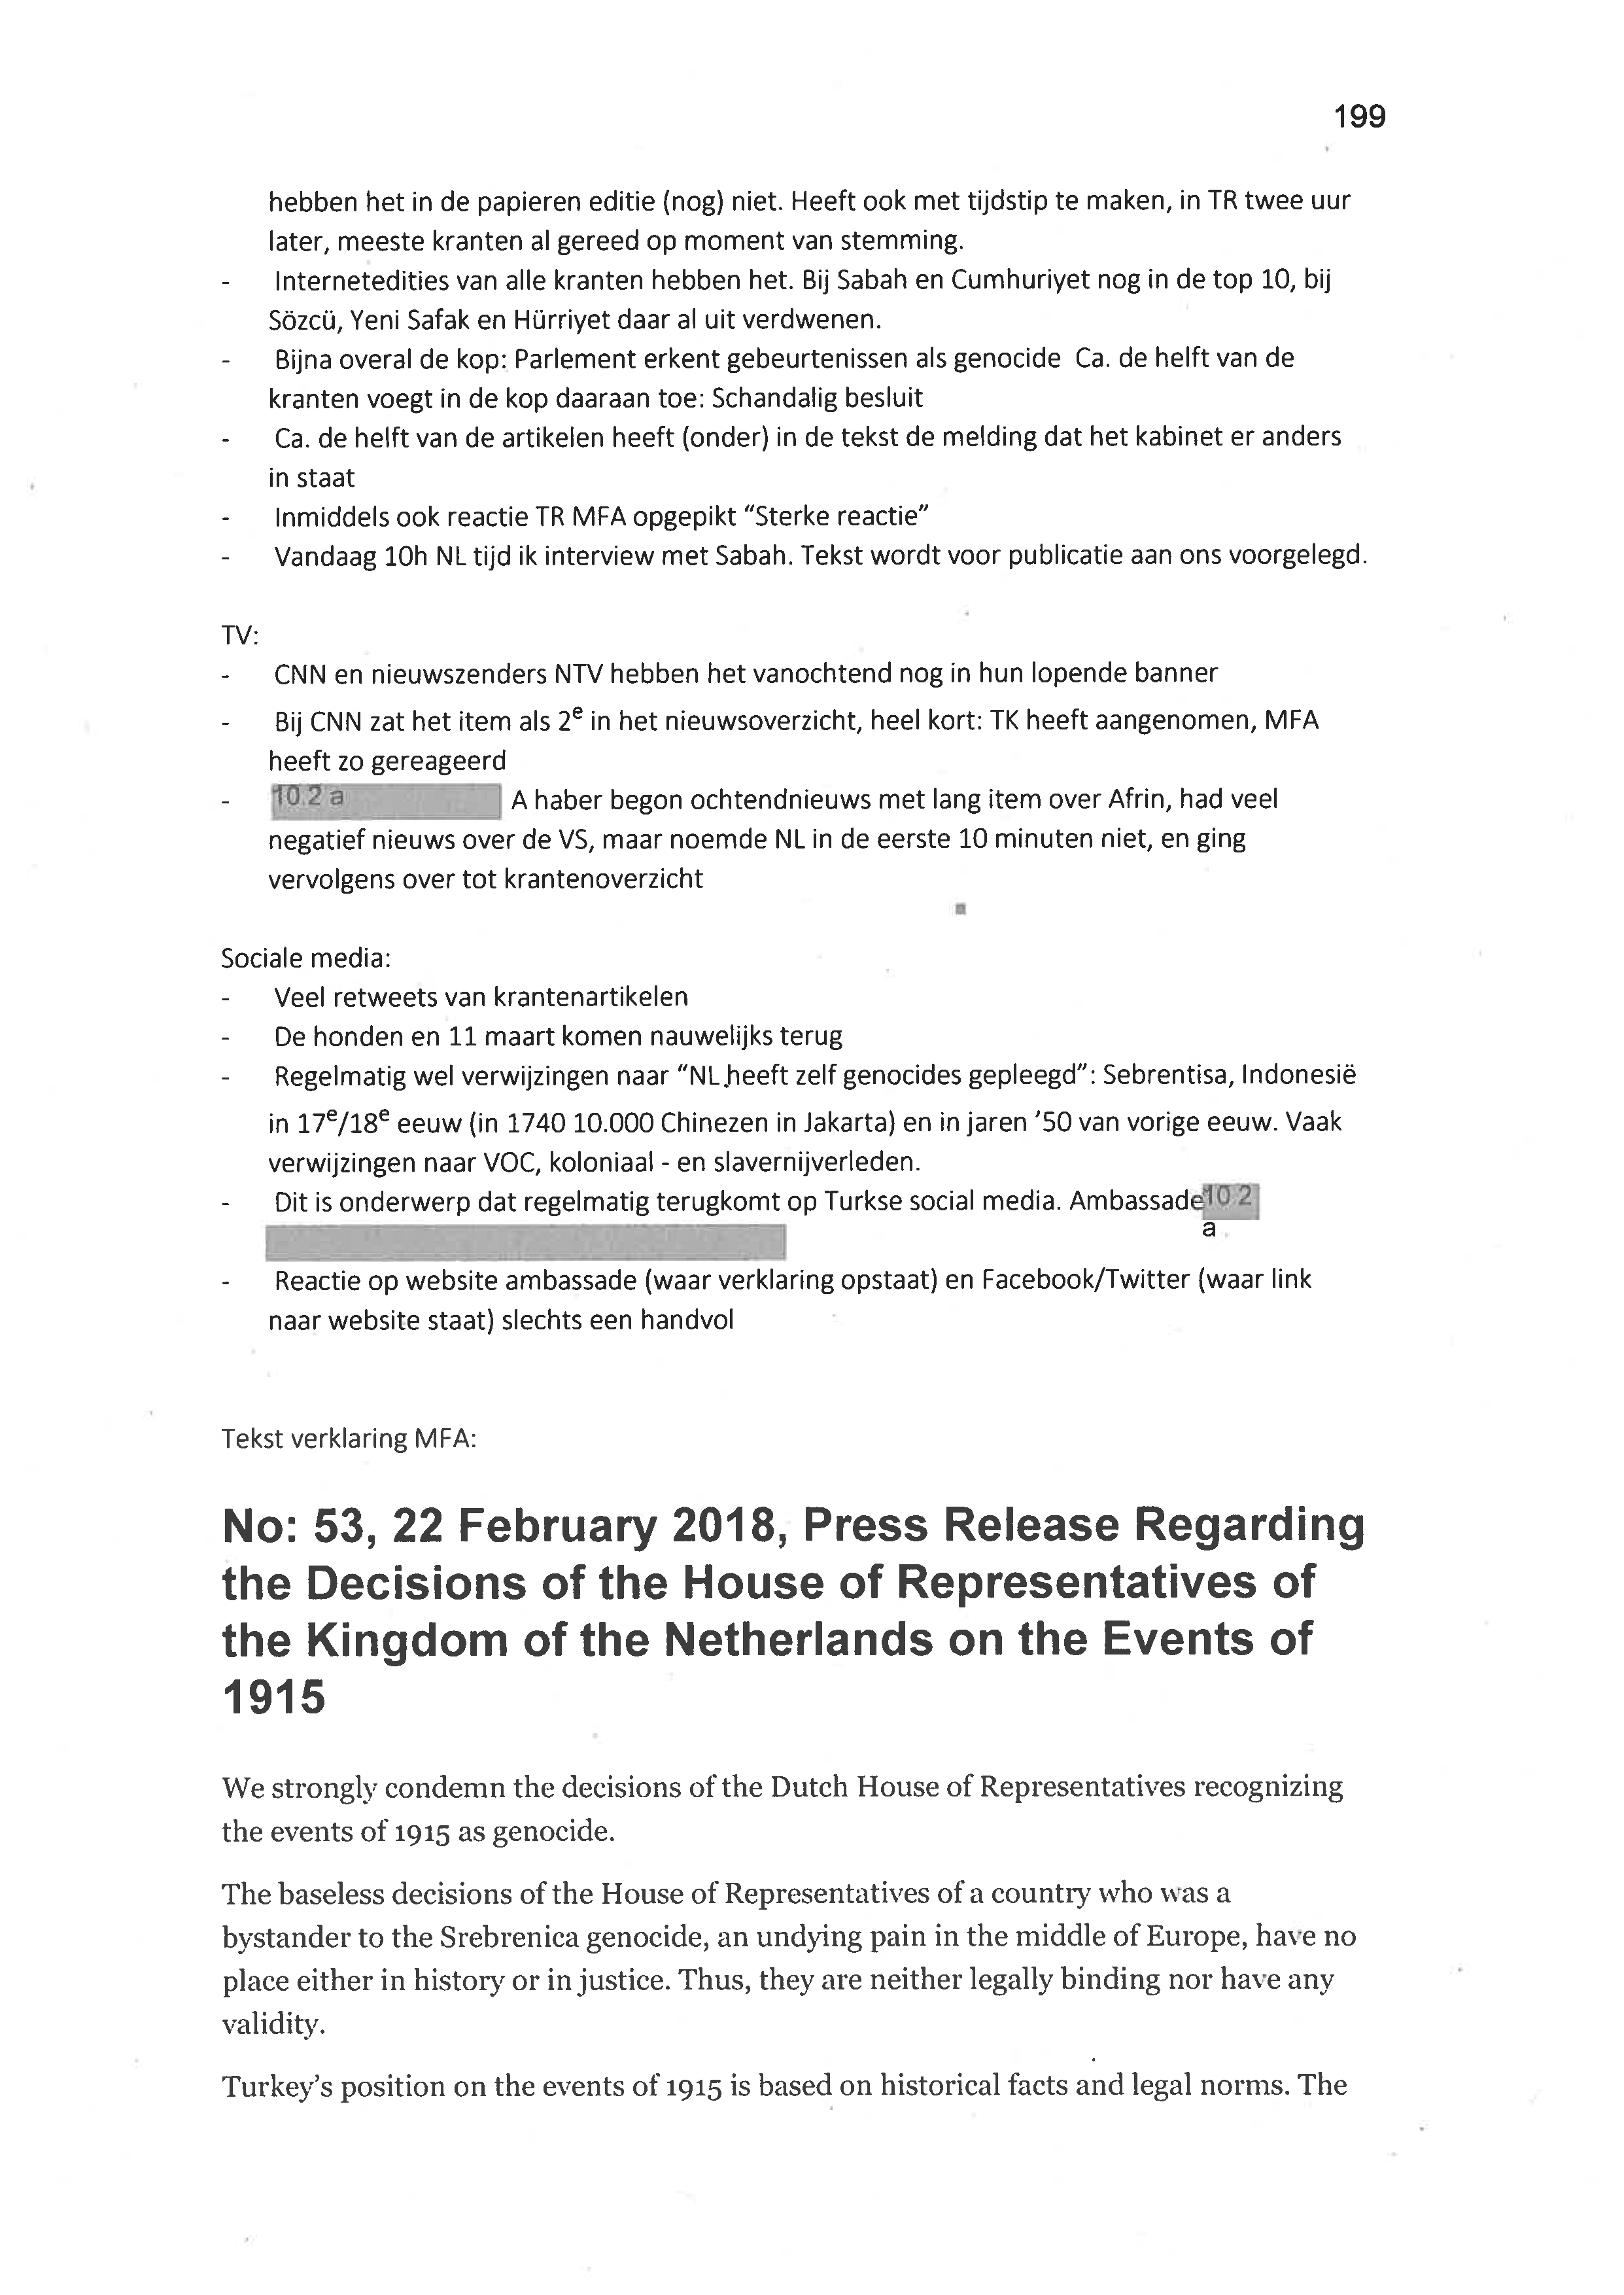 199
hebben het in de papieren editie (nog) niet. Heeft ook met tijdstip te maken, in TR twee uur
later, meeste kranten al gereed op moment van stemming.
- Internetedities van alle kranten hebben het. Bij Sabah en Cumhuriyet nog in de top 10, bij
Sözcü, Yeni Safak en Hürriyet daar al uit verdwenen.
- Bijna overal de kop: Parlement erkent gebeurtenissen als genocide Ca. de helft van de
kranten voegt in de kop daaraan toe: Schandalig besluit
- Ca. de helft van de artikelen heeft (onder) in de tekst de melding dat het kabinet er anders
in staat
- Inmiddels ook reactie TR MFA opgepikt "Sterke reactie"
- Vandaag 10h NL tijd ik interview met Sabah. Tekst wordt voor publicatie aan ons voorgelegd.
TV:
- CNN en nieuwszenders NTV hebben het vanochtend nog in hun lopende banner
- Bij CNN zat het item als 2e in het nieuwsoverzicht, heel kort: TK heeft aangenomen, MFA
heeft zo gereageerd
- 10.2 a A haber begon ochtendnieuws met lang item over Afrin, had veel
negatief nieuws over de VS, maar noemde NL in de eerste 10 minuten niet, en ging
vervolgens over tot krantenoverzicht
Sociale media:
- Veel retweets van krantenartikelen
- De honden en 11 maart komen nauwelijks terug
- Regelmatig wel verwijzingen naar "NL heeft zelf genocides gepleegd": Sebrentisa, Indonesië
in 17e/18e eeuw (in 1740 10.000 Chinezen in Jakarta) en in jaren '50 van vorige eeuw. Vaak
verwijzingen naar VOC, koloniaal - en slavernijverleden.
- Dit is onderwerp dat regelmatig terugkomt op Turkse social media. Ambassade 10.2
a
- Reactie op website ambassade (waar verklaring opstaat) en Facebook/Twitter (waar link
naar website staat) slechts een handvol
Tekst verklaring MFA:
No: 53, 22 February 2018, Press Release Regarding
the Decisions of the House of Representatives of
the Kingdom of the Netherlands on the Events of
1915
We strongly condemn the decisions of the Dutch House of Representatives recognizing
the events of 1915 as genocide.
The baseless decisions of the House of Representatives of a country who was a
bystander to the Srebrenica genocide, an undying pain in the middle of Europe, have no
place either in history or in justice. Thus, they are neither legally binding nor have any
validity.
Turkey's position on the events of 1915 is based on historical facts and legal norms. The